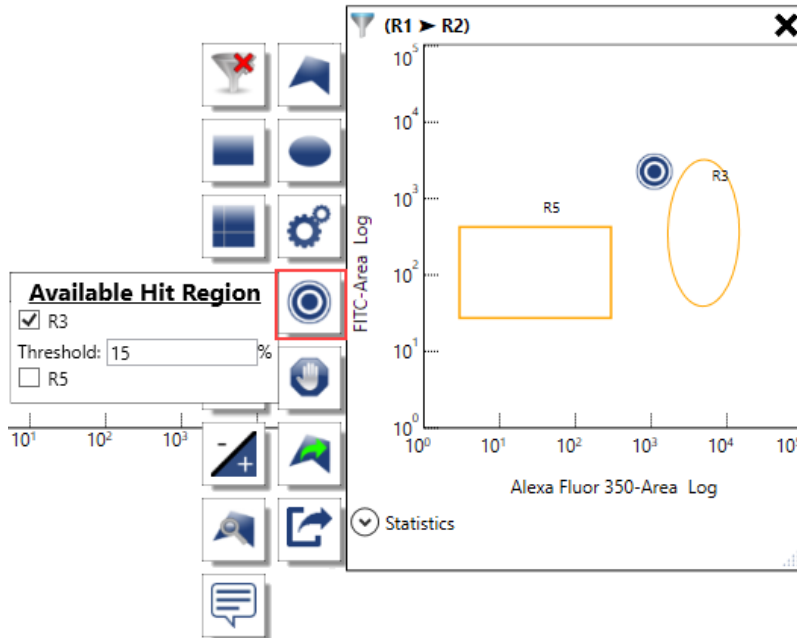 (R1 ➤ R2)
Available Hit Region
R3
Threshold: 15 %
R5
10¹ 10² 10³
- +
FITC-Area Log
10⁵
10⁴
10³
10²
10¹
10⁰
R3
R5
10⁰ 10¹ 10² 10³ 10⁴ 10⁵
Alexa Fluor 350-Area Log
Statistics